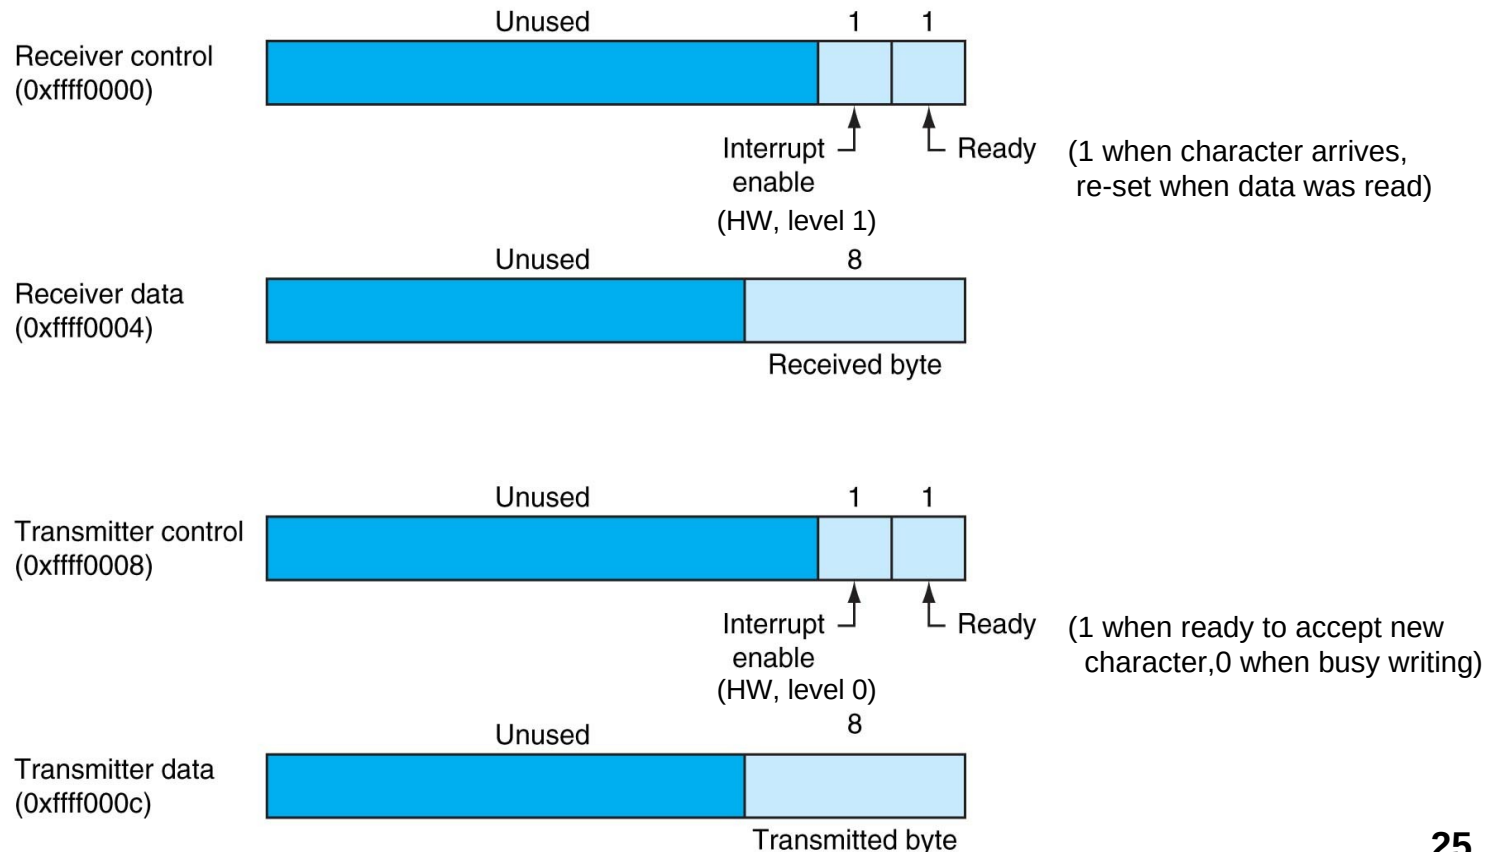 Unused 1 1
Receiver control
(0xffff0000)
Interrupt Ready (1 when character arrives,
enable re-set when data was read)
(HW, level 1)
Unused 8
Receiver data
(0xffff0004)
Received byte
Unused 1 1
Transmitter control
(0xffff0008)
Interrupt Ready (1 when ready to accept new
enable character,0 when busy writing)
(HW, level 0)
Unused 8
Transmitter data
(0xffff000c)
Transmitted byte
25